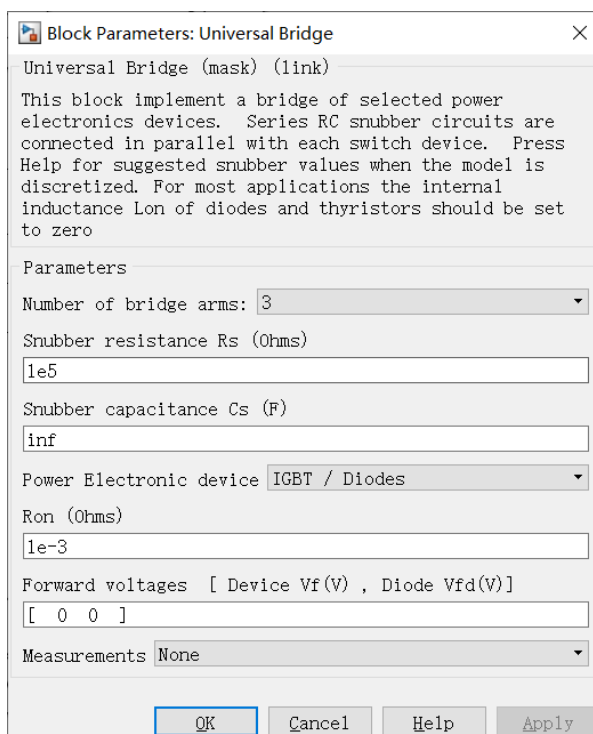 Block Parameters: Universal Bridge
Universal Bridge (mask) (link)
This block implement a bridge of selected power
electronics devices.  Series RC snubber circuits are
connected in parallel with each switch device.  Press
Help for suggested snubber values when the model is
discretized. For most applications the internal
inductance Lon of diodes and thyristors should be set
to zero
Parameters
Number of bridge arms: 3
Snubber resistance Rs (Ohms)
1e5
Snubber capacitance Cs (F)
inf
Power Electronic device IGBT / Diodes
Ron (Ohms)
1e-3
Forward voltages  [ Device Vf(V) , Diode Vfd(V)]
[  0  0  ]
Measurements None
OK Cancel Help Apply